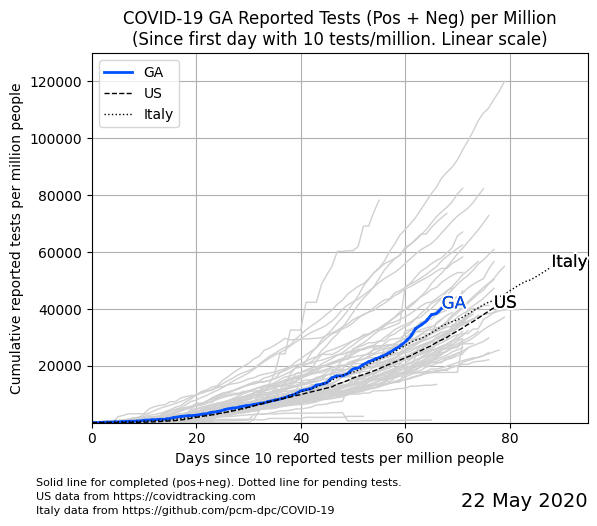 COVID-19 GA Reported Tests (Pos + Neg) per Million
(Since first day with 10 tests/million. Linear scale)
Cumulative reported tests per million people
120000
100000
80000
60000
40000
20000
GA
US
Italy
Italy
GA
US
0
20
40
60
80
Days since 10 reported tests per million people
Solid line for completed (pos+neg). Dotted line for pending tests.
US data from https://covidtracking.com
Italy data from https://github.com/pcm-dpc/COVID-19
22 May 2020